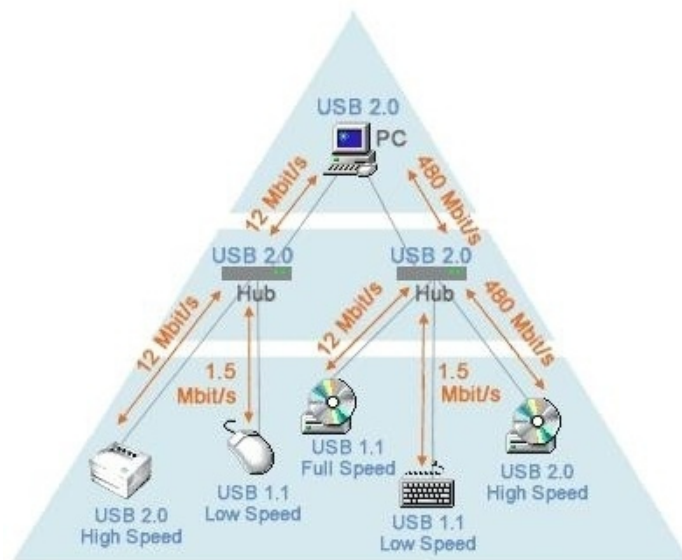 USB 2.0
PC
12 Mbit/s
480 Mbit/s
USB 2.0
Hub
USB 2.0
Hub
12 Mbit/s
1.5
Mbit/s
12 Mbit/s
1.5
Mbit/s
480 Mbit/s
USB 2.0
High Speed
USB 1.1
Low Speed
USB 1.1
Full Speed
USB 1.1
Low Speed
USB 2.0
High Speed